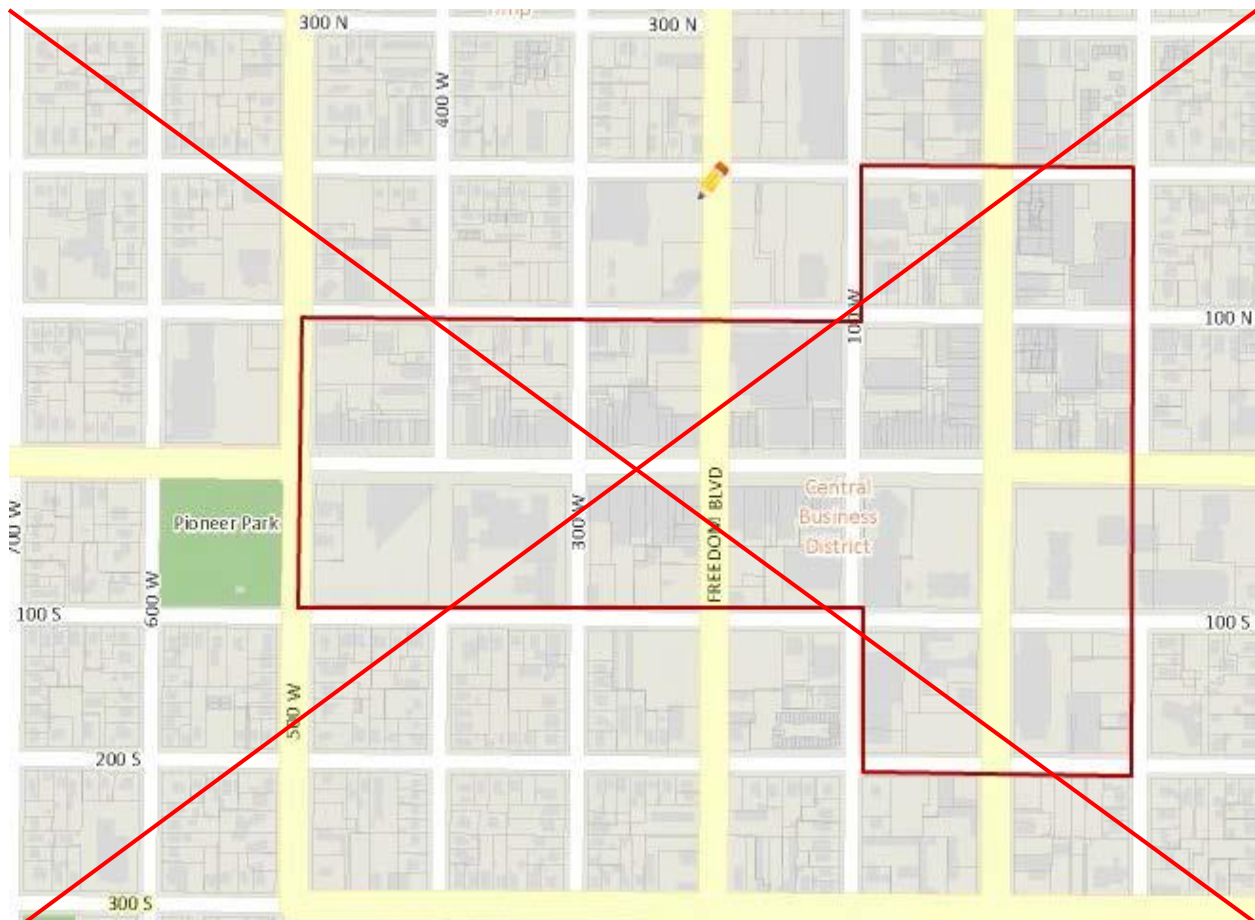 300 N
300 N
400 W
100 W
100 N
Central
Business
District
FREEDOM BLVD
300 W
700 W
Pioneer Park
600 W
100 S
100 S
500 W
200 S
300 S